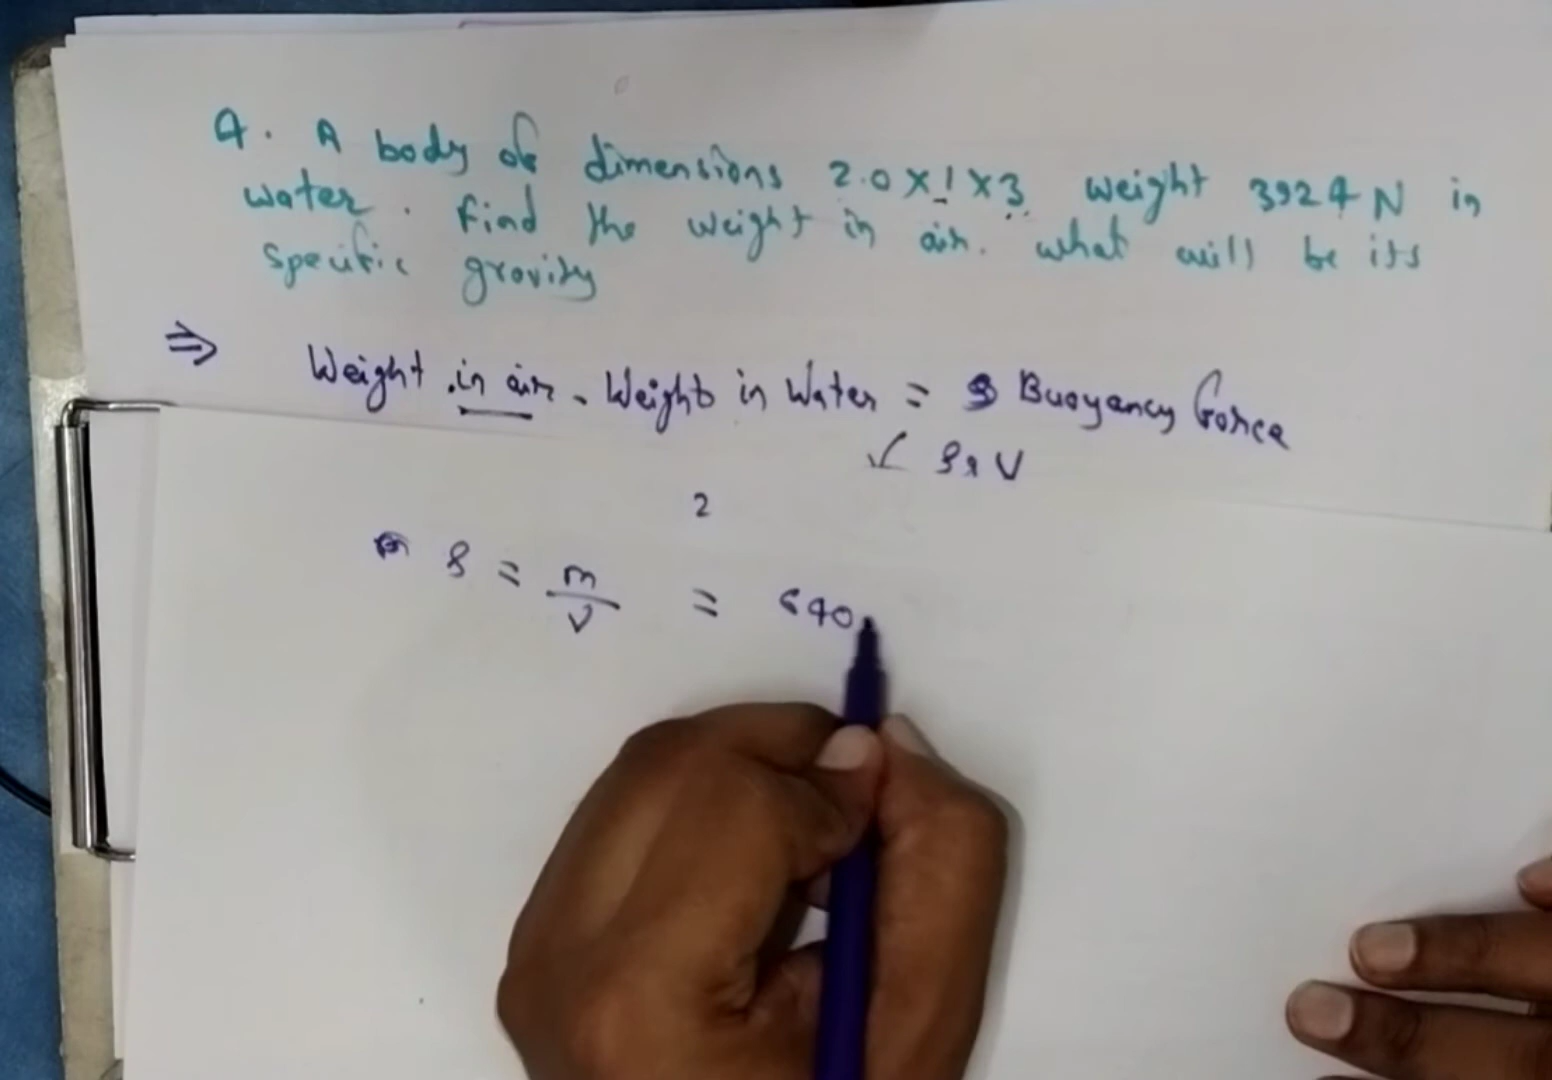 Q. A body of dimensions 2.0 X 1 X 3 weight 3924 N in
water. Find the weight in air. what will be its
specific gravity
⇒ Weight in air - Weight in Water = Buoyancy force
✓ ρgV
2
ρ = m/V = 640